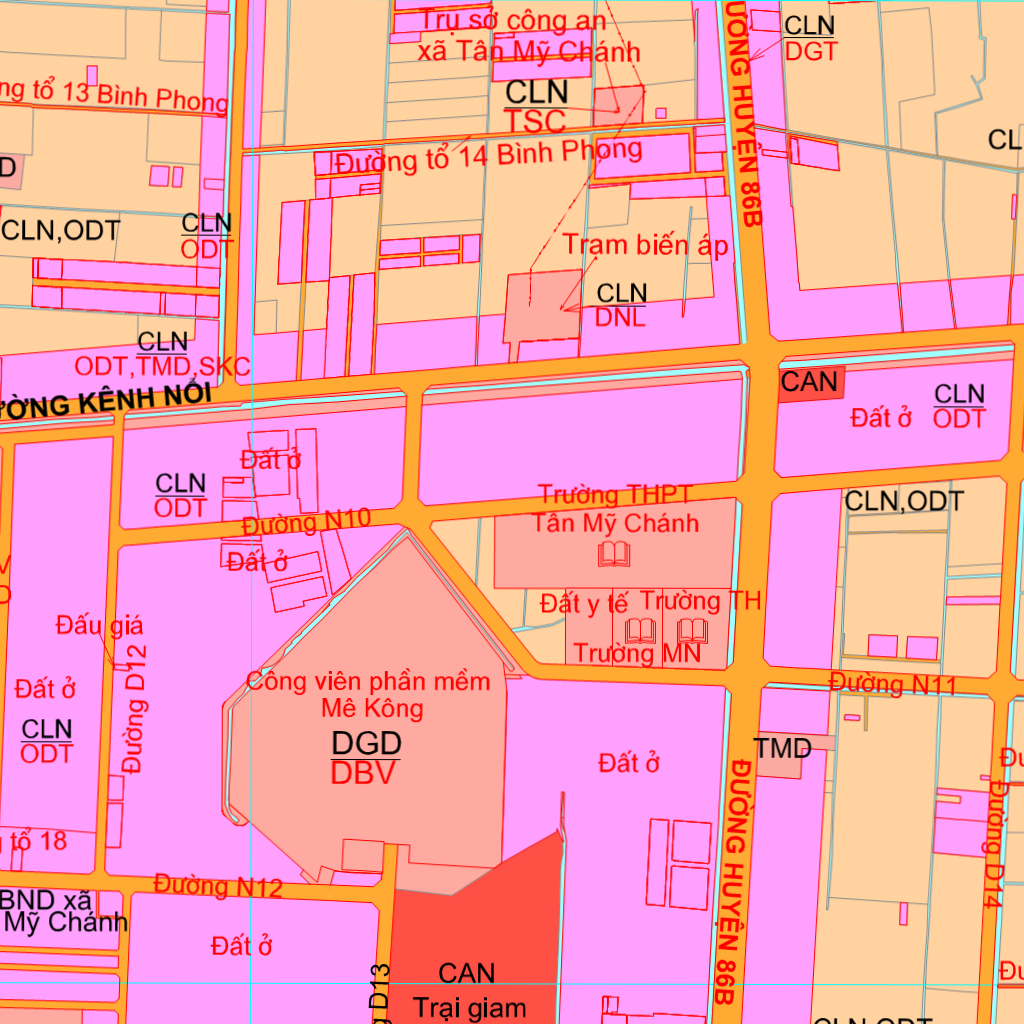 Trụ sở công an
xã Tân Mỹ Chánh
CLN
DGT
CLN
TSC
tổ 13 Bình Phong
Đường tổ 14 Bình Phong
ĐƯỜNG HUYỆN 86B
CLN,ODT
CLN
ODT
Trạm biến áp
CLN
DNL
CLN
ODT,TMD,SKC
KÊNH NỔI
CAN
Đất ở
CLN
ODT
Đất ở
CLN
ODT
Đường N10
Đất ở
Trường THPT
Tân Mỹ Chánh
CLN,ODT
Đất y tế
Trường TH
Trường MN
Đấu giá
Đường D12
Đất ở
CLN
ODT
Công viên phần mềm
Mê Kông
DGD
DBV
Đường N11
Đất ở
TMD
ĐƯỜNG HUYỆN 86B
Đường D14
tổ 18
Đường N12
BND xã
Mỹ Chánh
Đất ở
D13
CAN
Trại giam
CLN,ODT